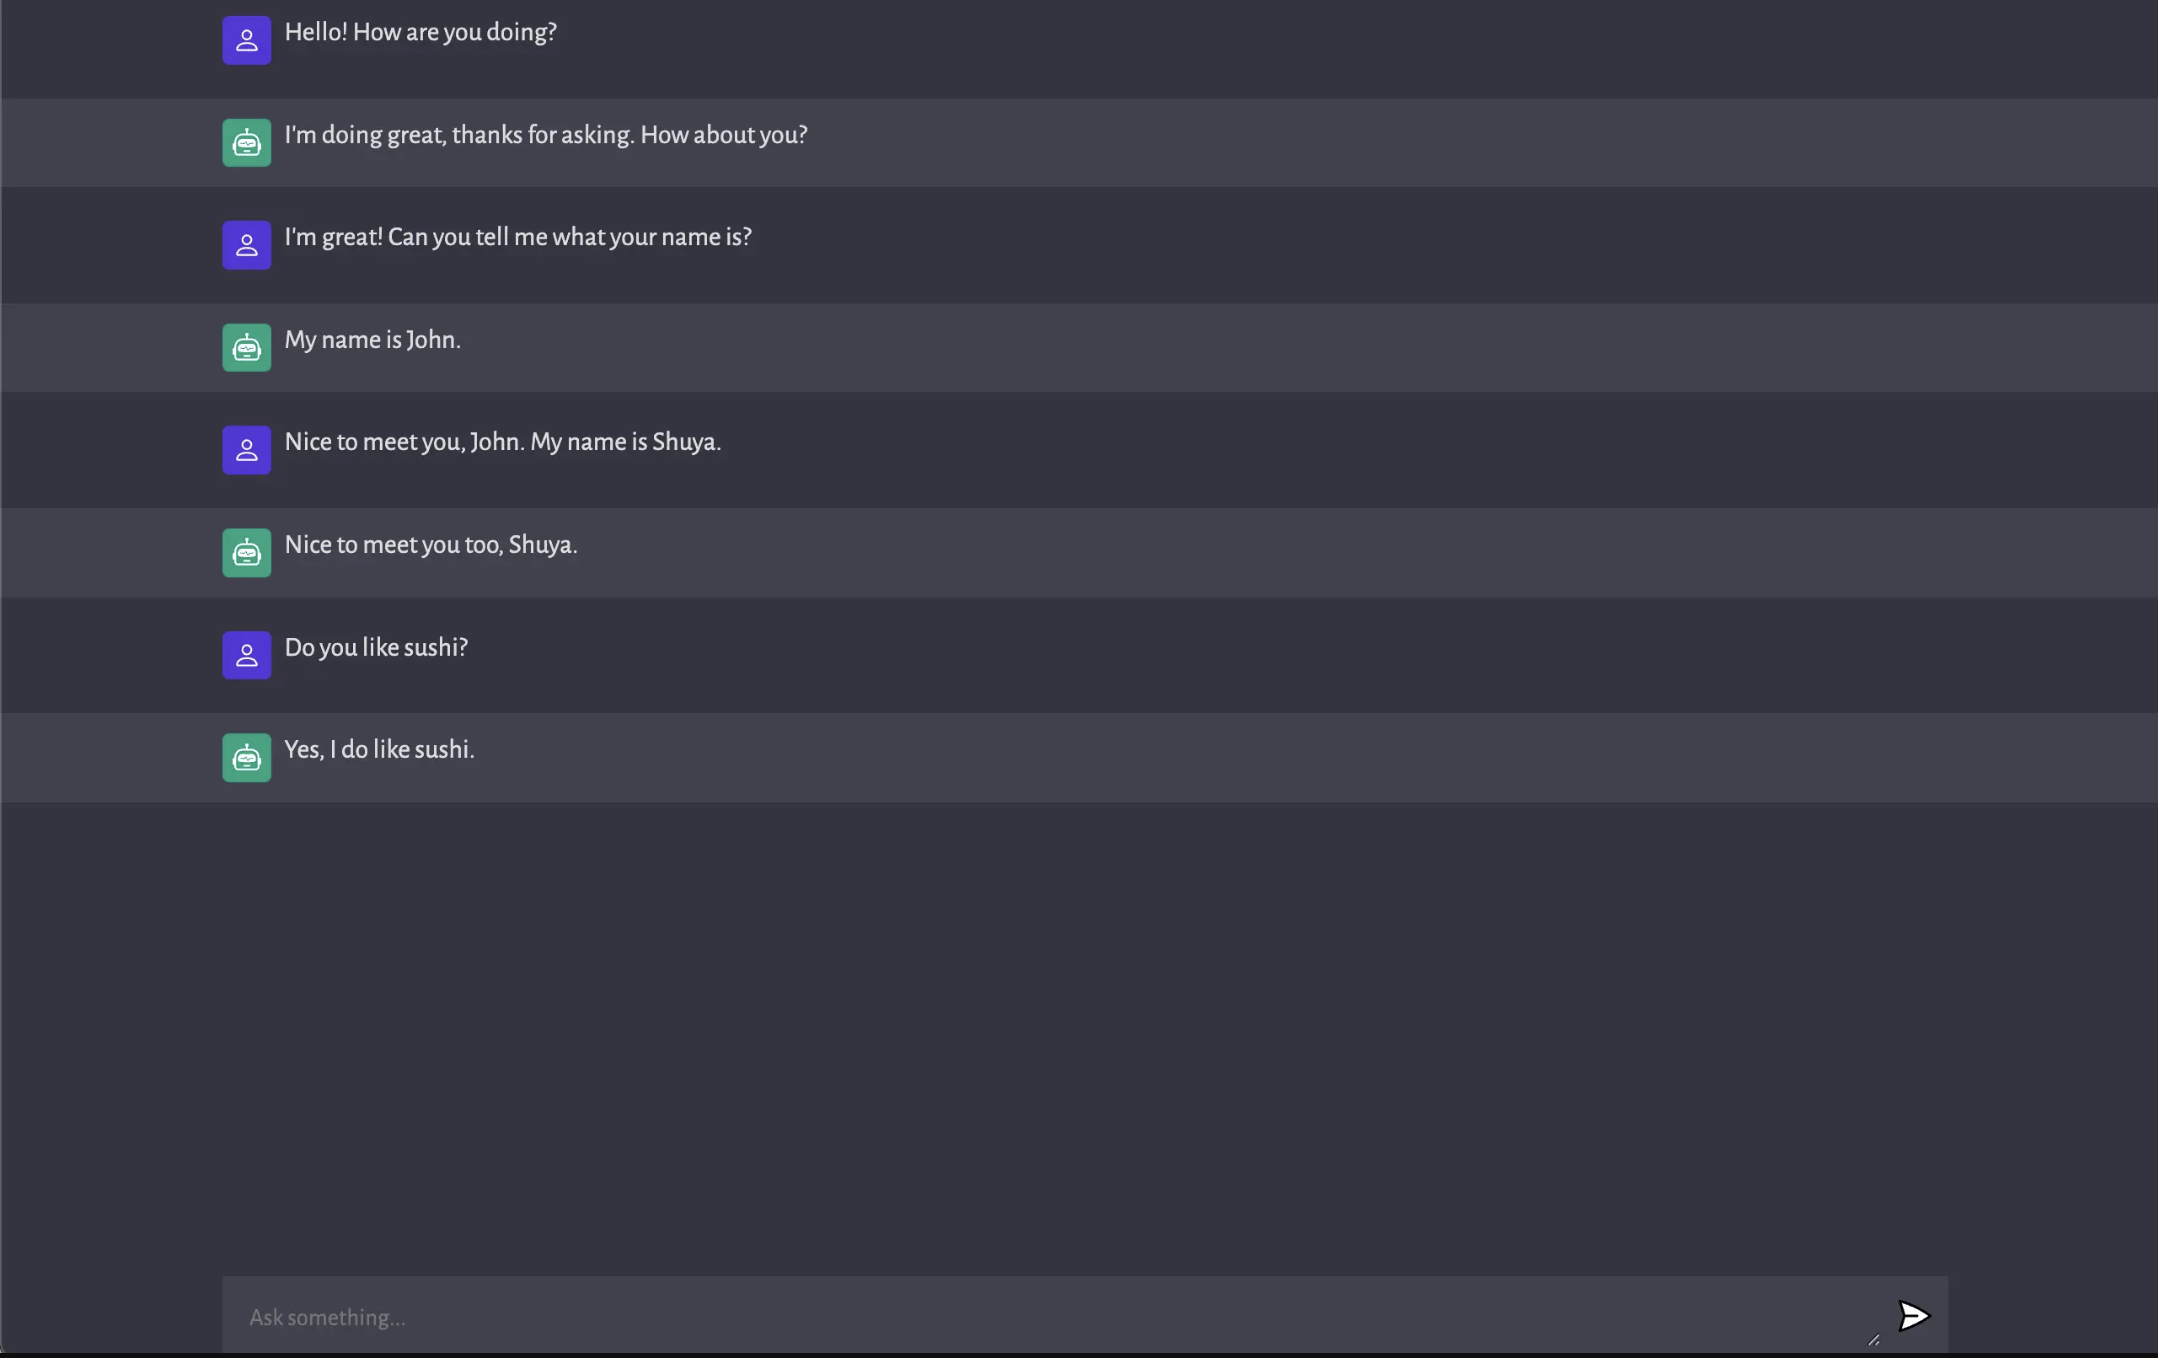 Hello! How are you doing?
I'm doing great, thanks for asking. How about you?
I'm great! Can you tell me what your name is?
My name is John.
Nice to meet you, John. My name is Shuya.
Nice to meet you too, Shuya.
Do you like sushi?
Yes, I do like sushi.
Ask something...